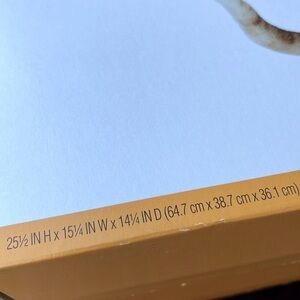 25½ IN H x 15¼ IN W x 14¼ IN D (64.7 cm x 38.7 cm x 36.1 cm)